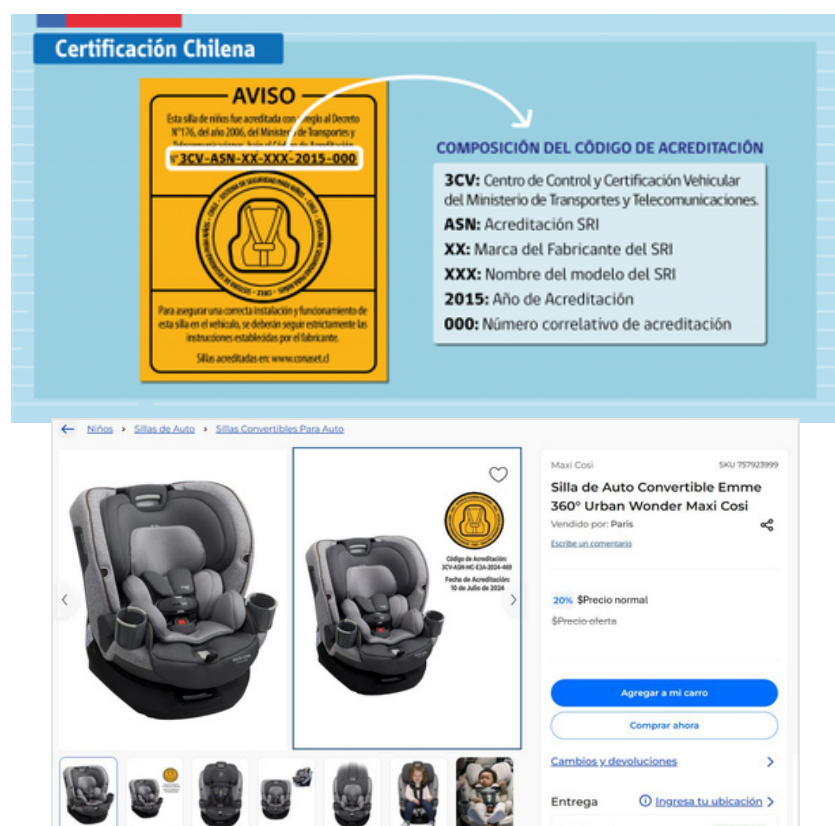 Certificación Chilena
AVISO
Esta silla de niños fue acreditada con arreglo al Decreto
N°176, del año 2006, del Ministerio de Transportes y
Telecomunicaciones, bajo el Código de Acreditación
N° 3CV-ASN-XX-XXX-2015-000
Para asegurar una correcta instalación y funcionamiento de
esta silla en el vehículo, se deberán seguir estrictamente las
instrucciones establecidas por el fabricante.
Sillas acreditadas en: www.conaset.cl
COMPOSICIÓN DEL CÓDIGO DE ACREDITACIÓN
3CV: Centro de Control y Certificación Vehicular
del Ministerio de Transportes y Telecomunicaciones.
ASN: Acreditación SRI
XX: Marca del Fabricante del SRI
XXX: Nombre del modelo del SRI
2015: Año de Acreditación
000: Número correlativo de acreditación
← Niños › Sillas de Auto › Sillas Convertibles Para Auto
Código de Acreditación:
3CV-ASN-MC-E3A-2024-469
Fecha de Acreditación:
10 de Julio de 2024
Maxi Cosi SKU 757923999
Silla de Auto Convertible Emme
360° Urban Wonder Maxi Cosi
Vendido por: Paris
Escribe un comentario
20% $Precio normal
$Precio oferta
Agregar a mi carro
Comprar ahora
Cambios y devoluciones
Entrega Ingresa tu ubicación